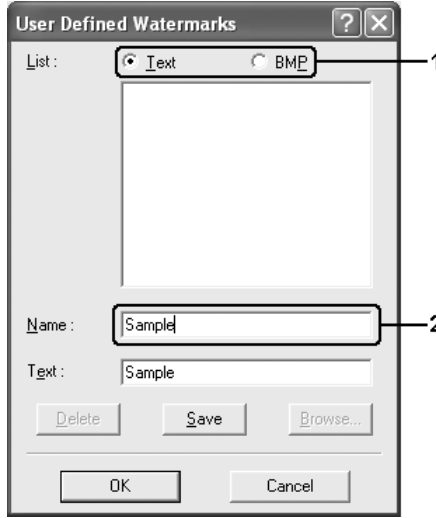 User Defined Watermarks ? X
List : Text BMP 1
Name : Sample 2
Text : Sample
Delete Save Browse...
OK Cancel